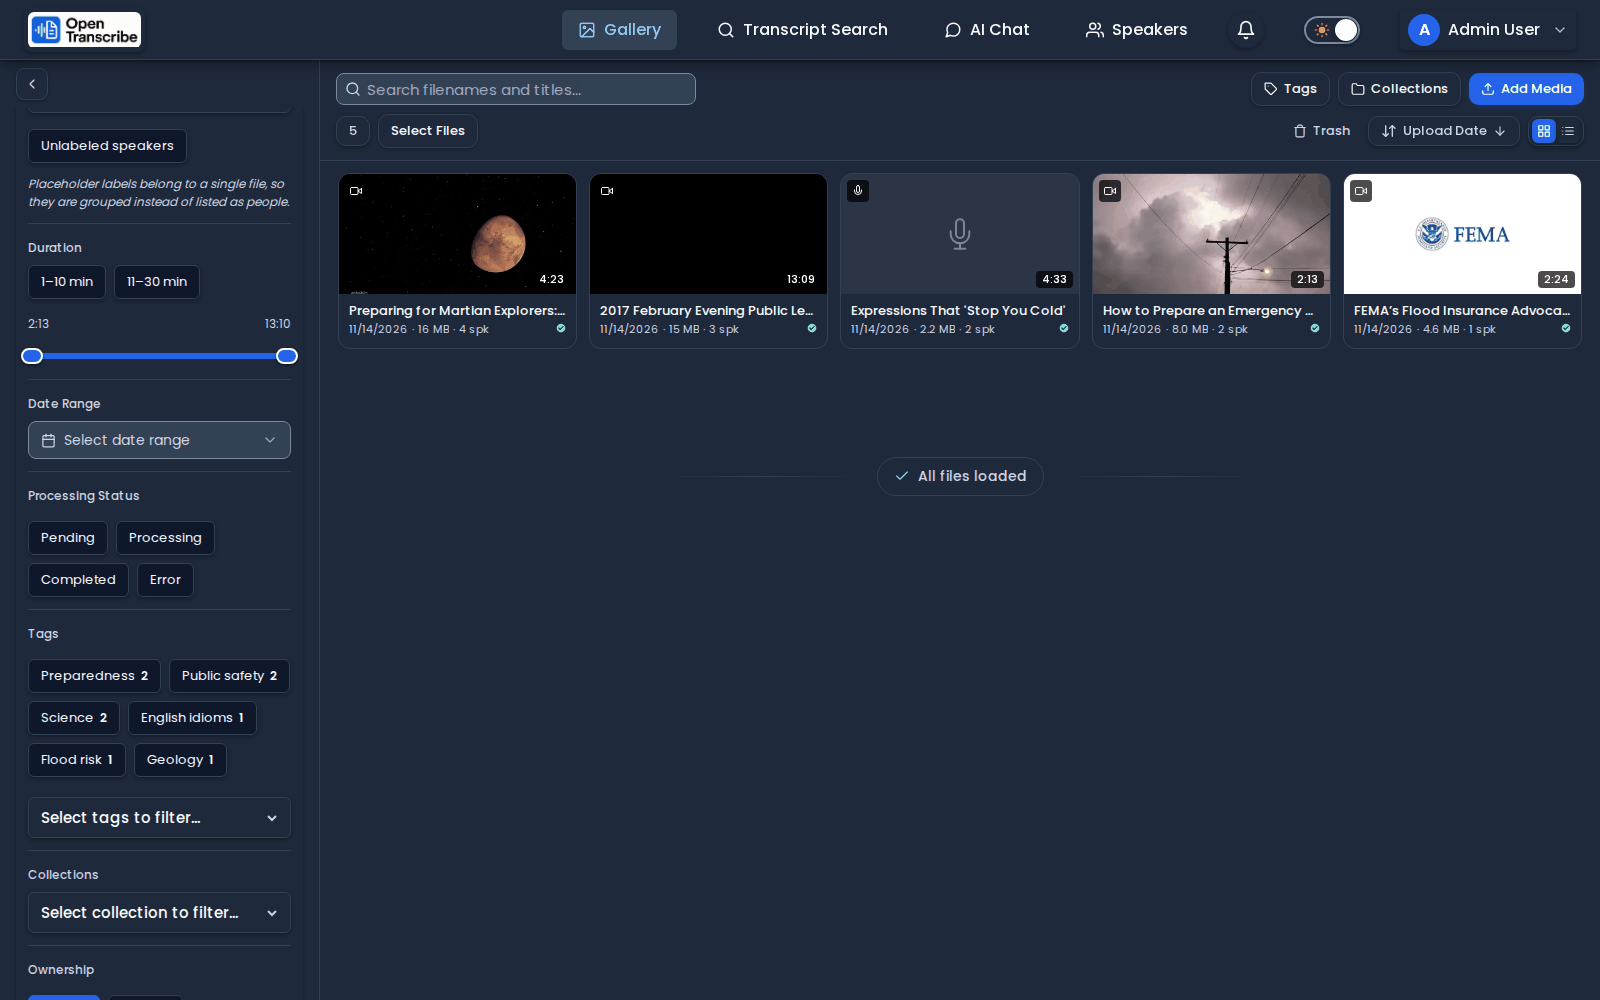 Open
Transcribe
Gallery
Transcript Search
AI Chat
Speakers
A
Admin User
Search filenames and titles...
Tags
Collections
Add Media
5
Select Files
Trash
Upload Date
Unlabeled speakers
Placeholder labels belong to a single file, so
they are grouped instead of listed as people.
Duration
1–10 min
11–30 min
2:13
13:10
Date Range
Select date range
Processing Status
Pending
Processing
Completed
Error
Tags
Preparedness 2
Public safety 2
Science 2
English idioms 1
Flood risk 1
Geology 1
Select tags to filter...
Collections
Select collection to filter...
Ownership
4:23
Preparing for Martian Explorers:...
11/14/2026 · 16 MB · 4 spk
13:09
2017 February Evening Public Le...
11/14/2026 · 15 MB · 3 spk
4:33
Expressions That 'Stop You Cold'
11/14/2026 · 2.2 MB · 2 spk
2:13
How to Prepare an Emergency ...
11/14/2026 · 8.0 MB · 2 spk
FEMA
2:24
FEMA's Flood Insurance Advoca...
11/14/2026 · 4.6 MB · 1 spk
All files loaded